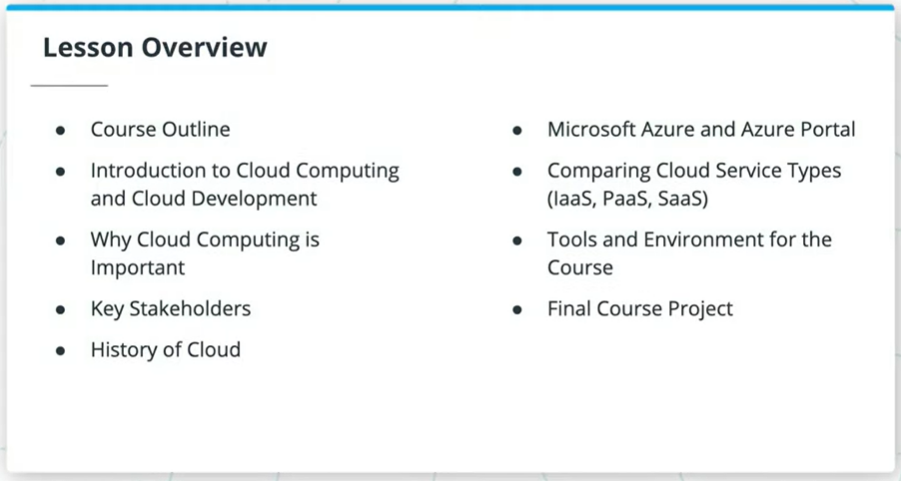 Lesson Overview
● Course Outline
● Introduction to Cloud Computing
and Cloud Development
● Why Cloud Computing is
Important
● Key Stakeholders
● History of Cloud
● Microsoft Azure and Azure Portal
● Comparing Cloud Service Types
(IaaS, PaaS, SaaS)
● Tools and Environment for the
Course
● Final Course Project